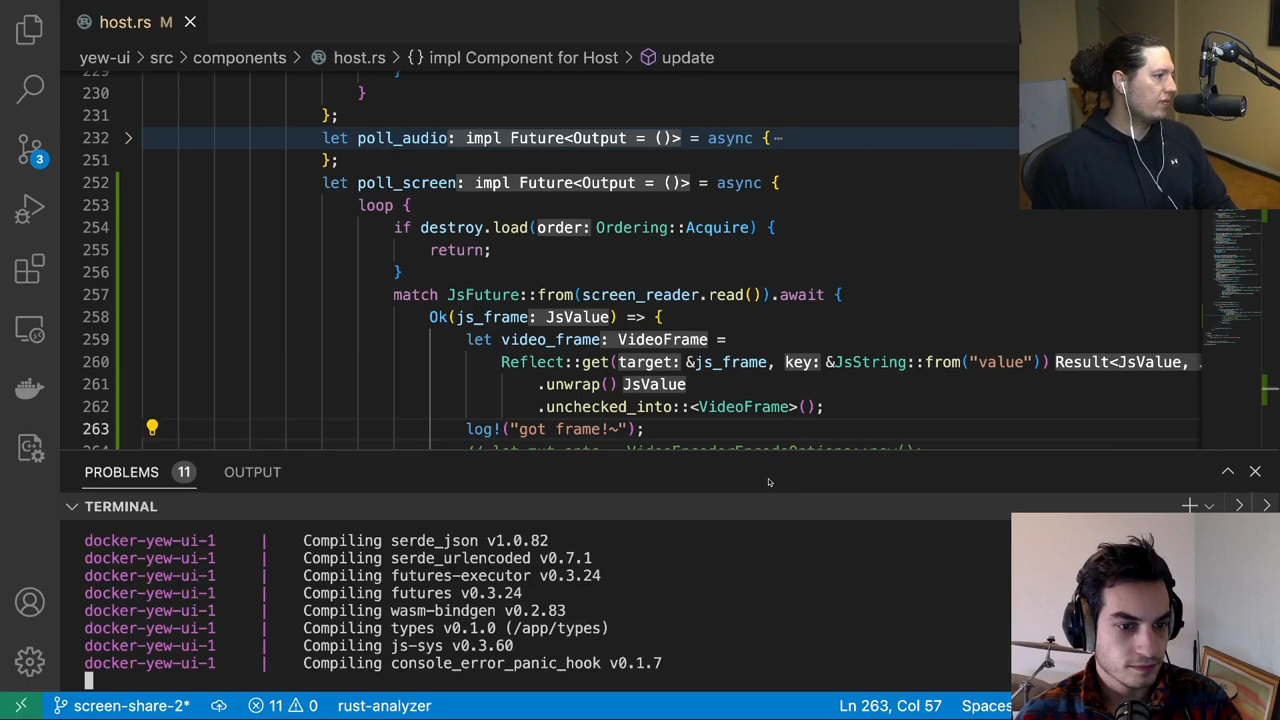 host.rs M
yew-ui > src > components > host.rs > {} impl Component for Host > update
229 }
230 }
231 };
232 let poll_audio: impl Future<Output = ()> = async { ⋯
251 };
252 let poll_screen: impl Future<Output = ()> = async {
253 loop {
254 if destroy.load(order: Ordering::Acquire) {
255 return;
256 }
257 match JsFuture::from(screen_reader.read()).await {
258 Ok(js_frame: JsValue) => {
259 let video_frame: VideoFrame =
260 Reflect::get(target: &js_frame, key: &JsString::from("value")) Result<JsValue, …
261 .unwrap() JsValue
262 .unchecked_into::<VideoFrame>();
263 log!("got frame!~");
3
PROBLEMS 11 OUTPUT
TERMINAL
docker-yew-ui-1 | Compiling serde_json v1.0.82
docker-yew-ui-1 | Compiling serde_urlencoded v0.7.1
docker-yew-ui-1 | Compiling futures-executor v0.3.24
docker-yew-ui-1 | Compiling futures v0.3.24
docker-yew-ui-1 | Compiling wasm-bindgen v0.2.83
docker-yew-ui-1 | Compiling types v0.1.0 (/app/types)
docker-yew-ui-1 | Compiling js-sys v0.3.60
docker-yew-ui-1 | Compiling console_error_panic_hook v0.1.7
screen-share-2* 11 0 rust-analyzer Ln 263, Col 57 Spaces